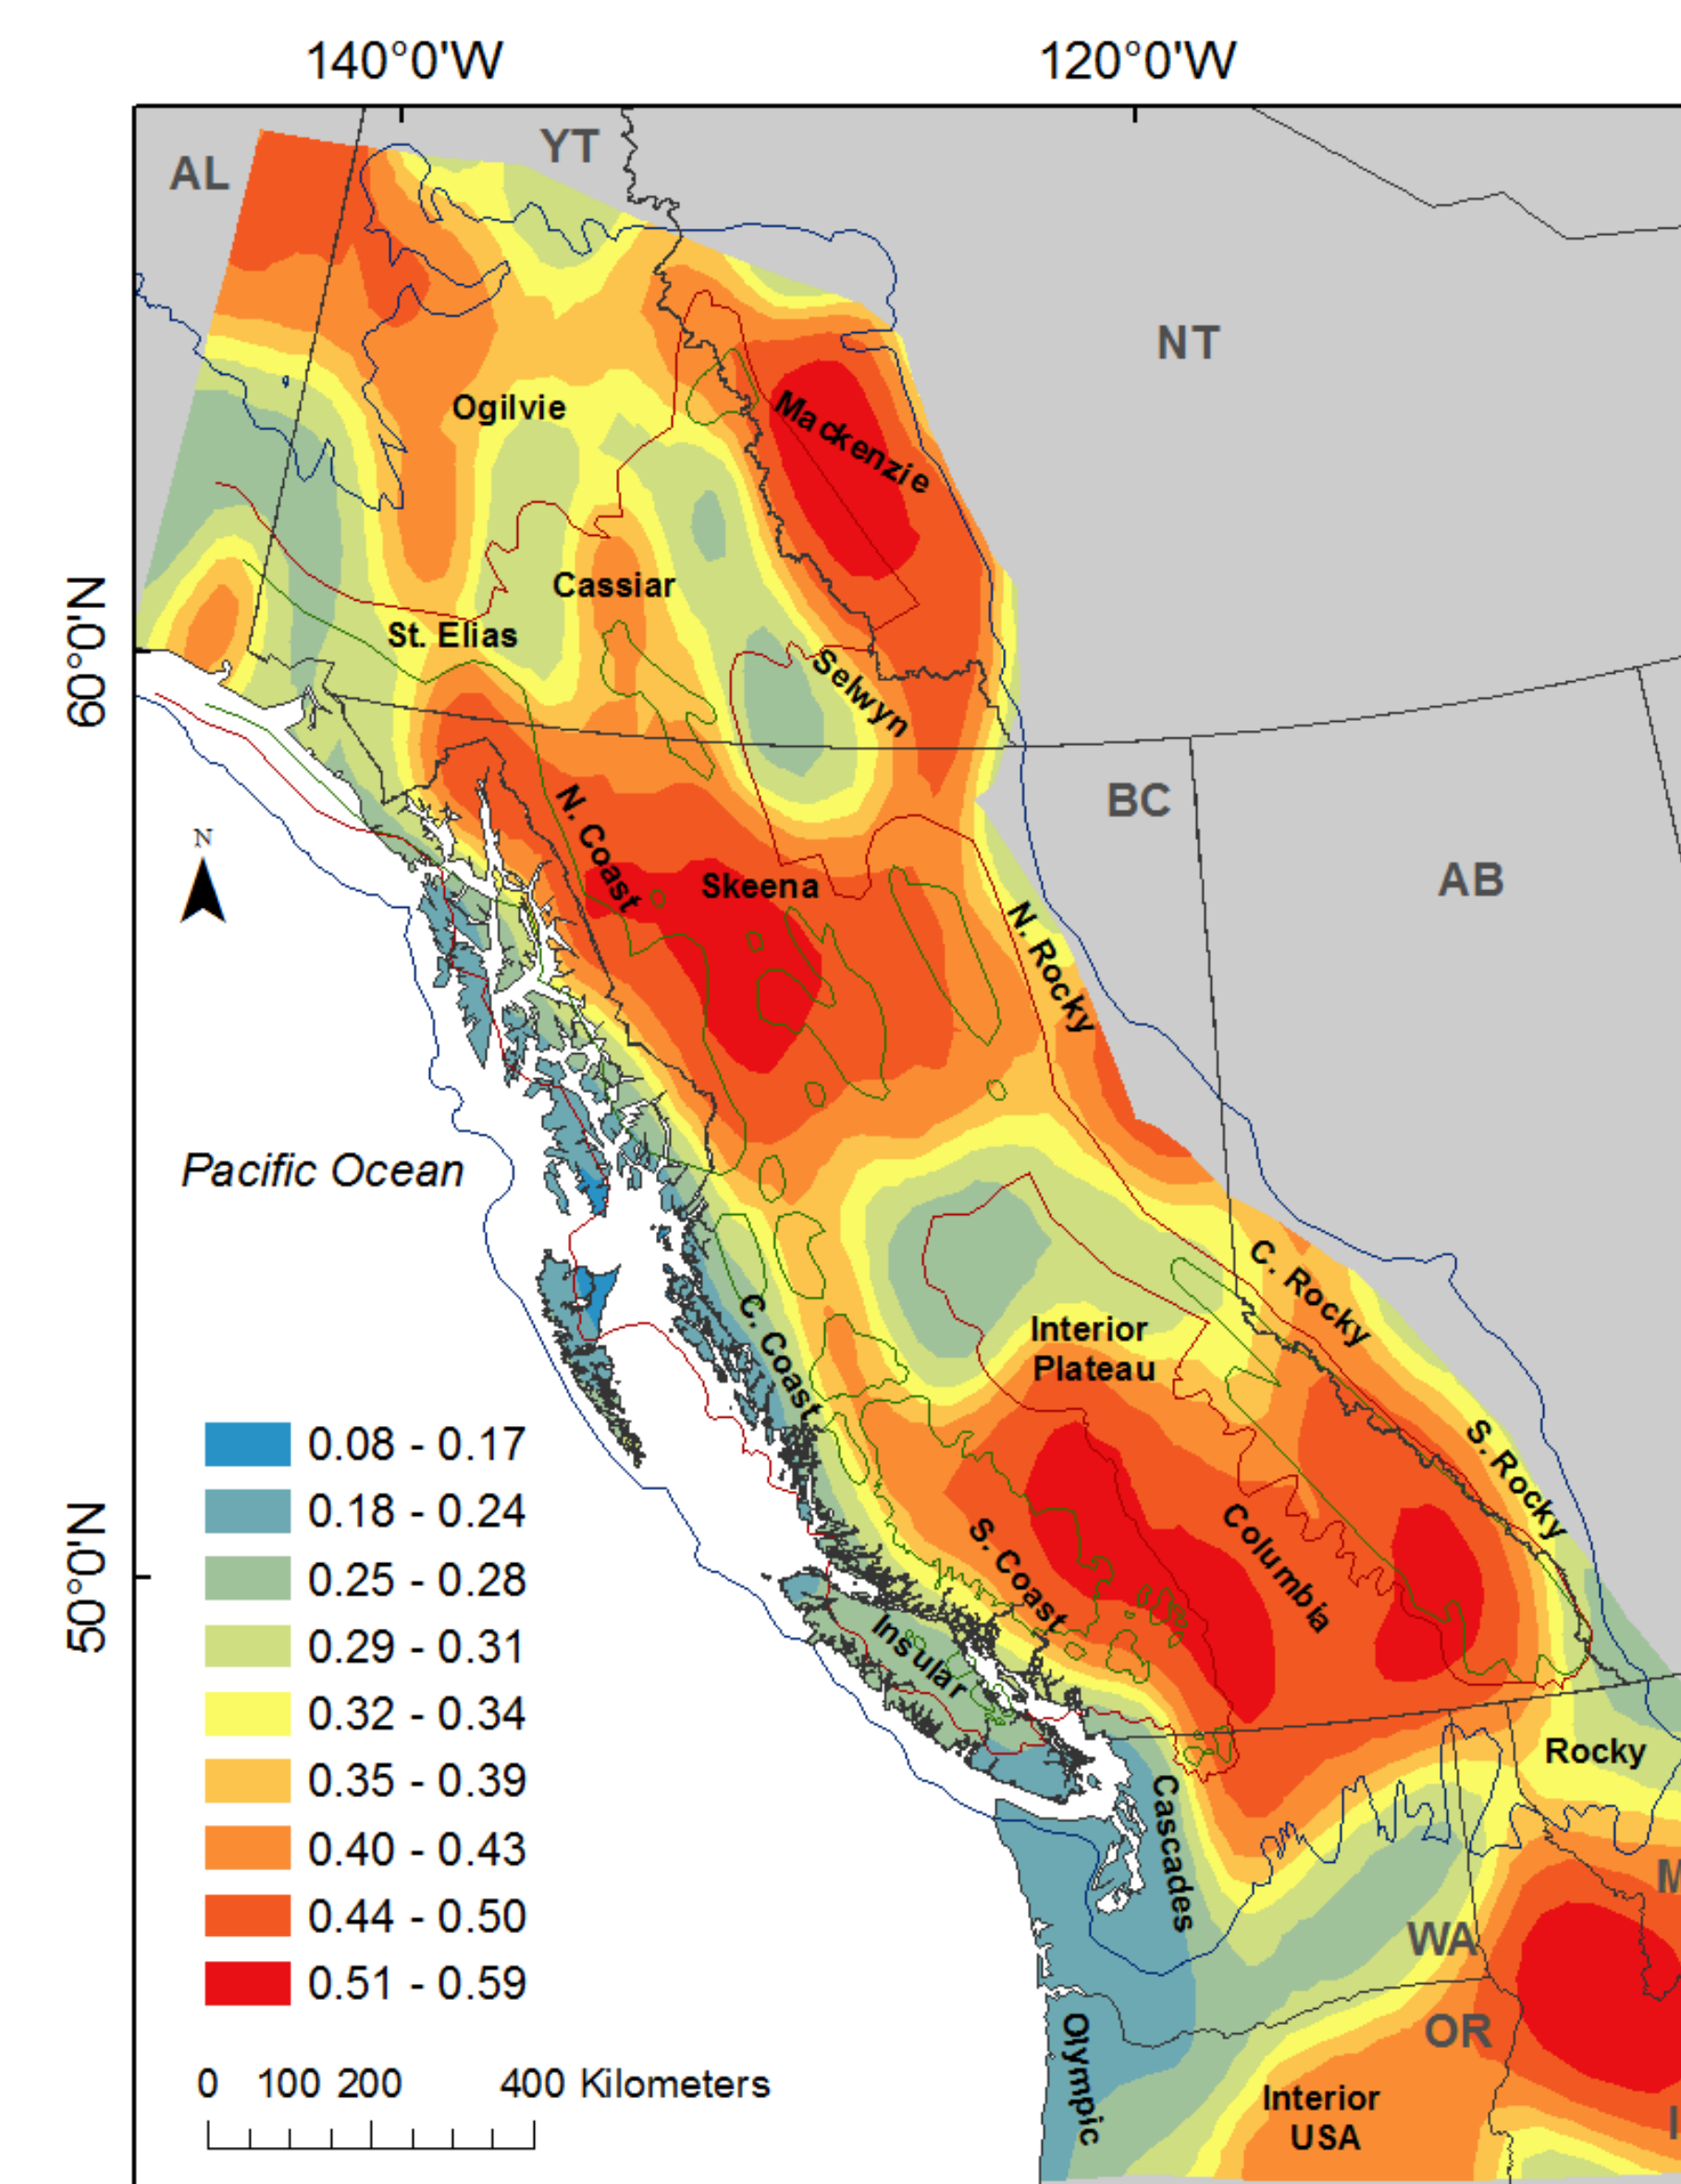 140°0'W
120°0'W
YT
AL
NT
Ogilvie
Mackenzie
Cassiar
60°0'N
St. Elias
Selwyn
BC
N
N. Coast
Skeena
AB
N. Rocky
Pacific Ocean
C. Rocky
C. Coast
Interior
Plateau
S. Rocky
0.08 - 0.17
0.18 - 0.24
50°0'N
Columbia
S. Coast
0.25 - 0.28
Insular
0.29 - 0.31
0.32 - 0.34
Rocky
0.35 - 0.39
Cascades
0.40 - 0.43
M
0.44 - 0.50
WA
0.51 - 0.59
OR
Olympic
0 100 200 400 Kilometers
Interior
USA
I